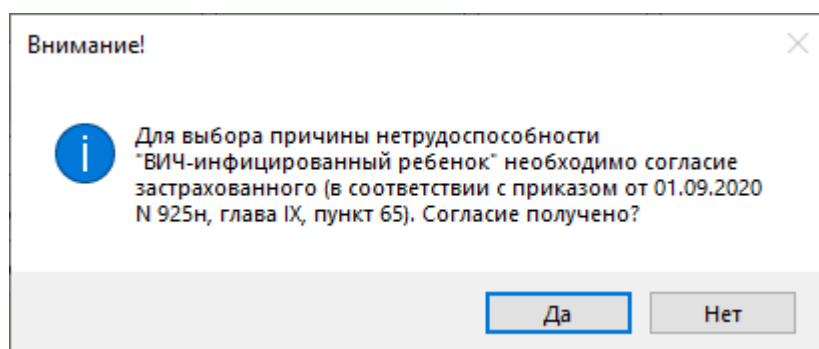 Внимание!
Для выбора причины нетрудоспособности
"ВИЧ-инфицированный ребенок" необходимо согласие
застрахованного (в соответствии с приказом от 01.09.2020
N 925н, глава IX, пункт 65). Согласие получено?
Да
Нет